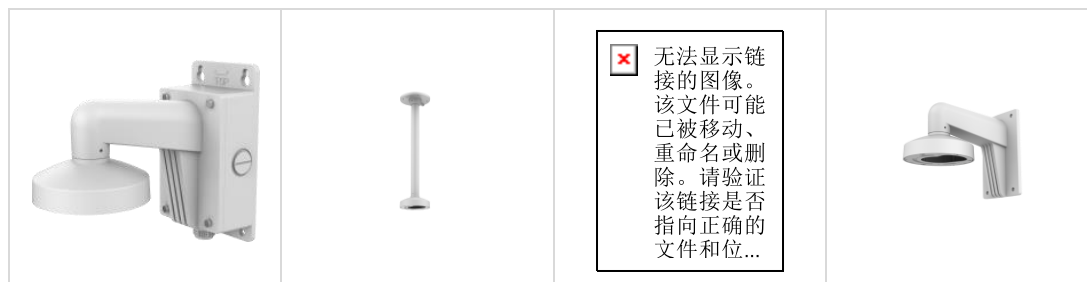 TOP
无法显示链
接的图像。
该文件可能
已被移动、
重命名或删
除。请验证
该链接是否
指向正确的
文件和位...